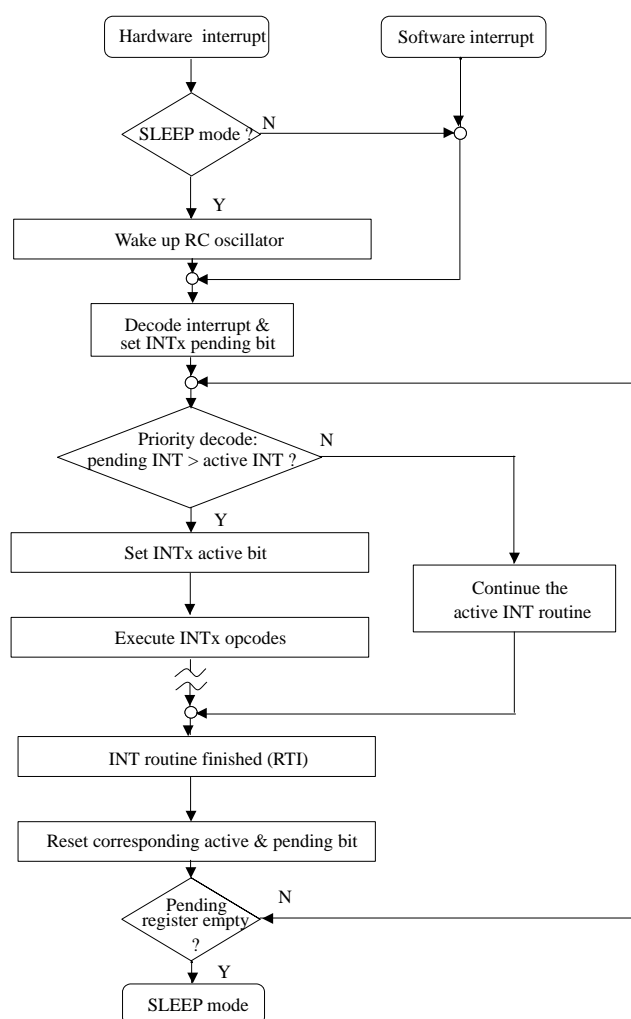 Hardware interrupt
Software interrupt
SLEEP mode ?
N
Y
Wake up RC oscillator
Decode interrupt &
set INTx pending bit
Priority decode:
pending INT > active INT ?
N
Y
Set INTx active bit
Continue the
active INT routine
Execute INTx opcodes
INT routine finished (RTI)
Reset corresponding active & pending bit
Pending
register empty
?
N
Y
SLEEP mode